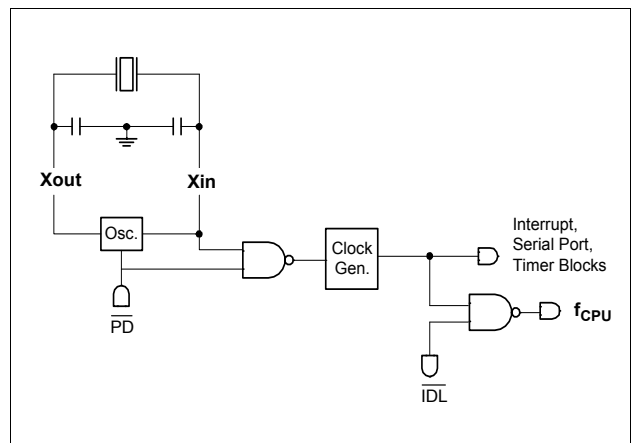 Xout
Xin
Osc.
PD
Clock
Gen.
Interrupt,
Serial Port,
Timer Blocks
fCPU
IDL